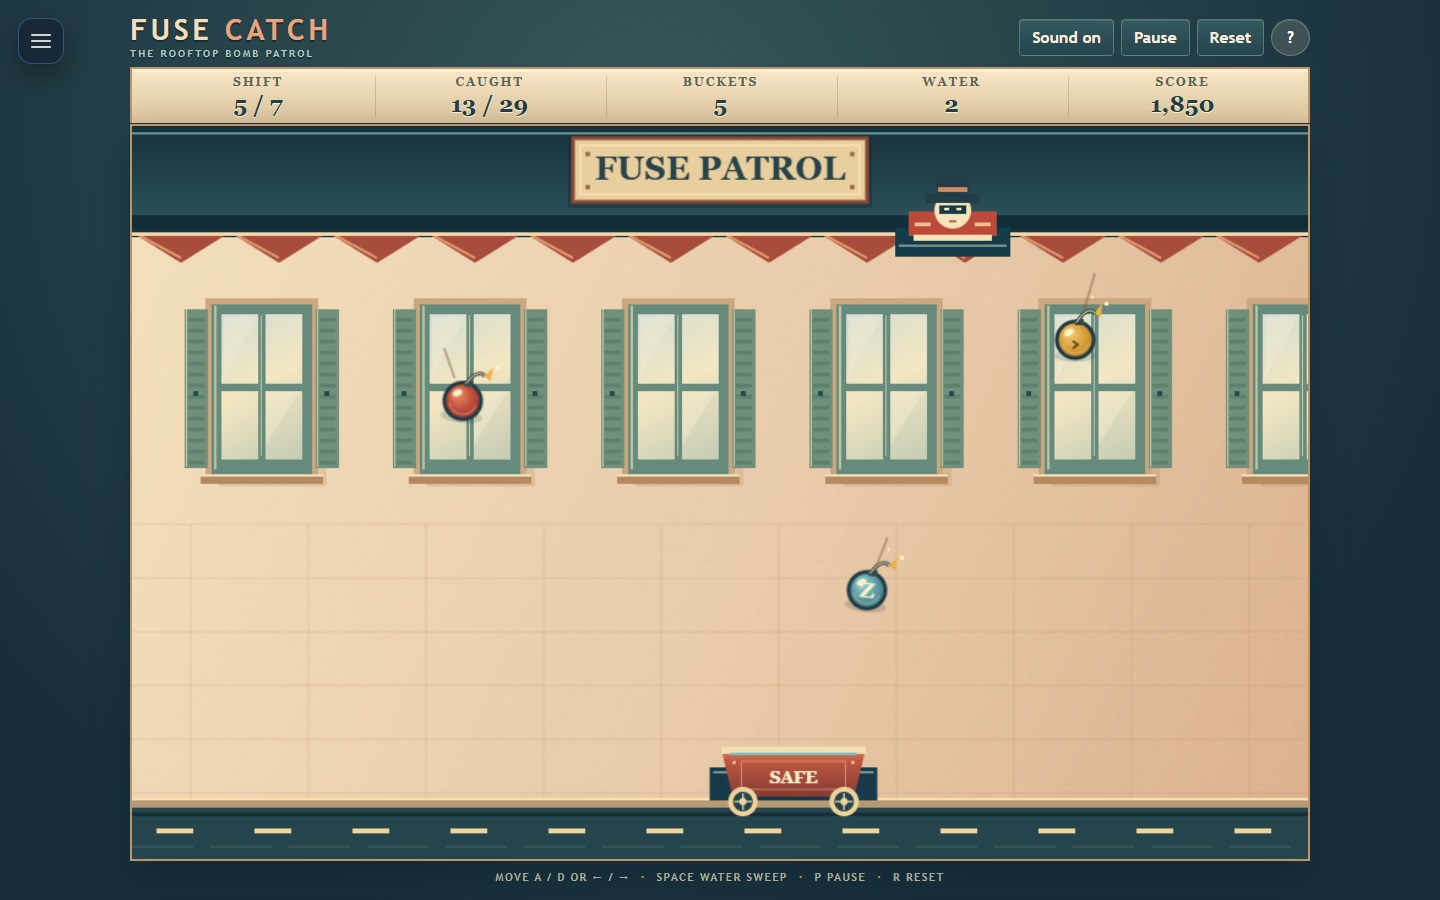 FUSE CATCH
THE ROOFTOP BOMB PATROL
Sound on
Pause
Reset
?
SHIFT
5 / 7
CAUGHT
13 / 29
BUCKETS
5
WATER
2
SCORE
1,850
FUSE PATROL
>
Z
SAFE
MOVE A / D OR ← / → · SPACE WATER SWEEP · P PAUSE · R RESET